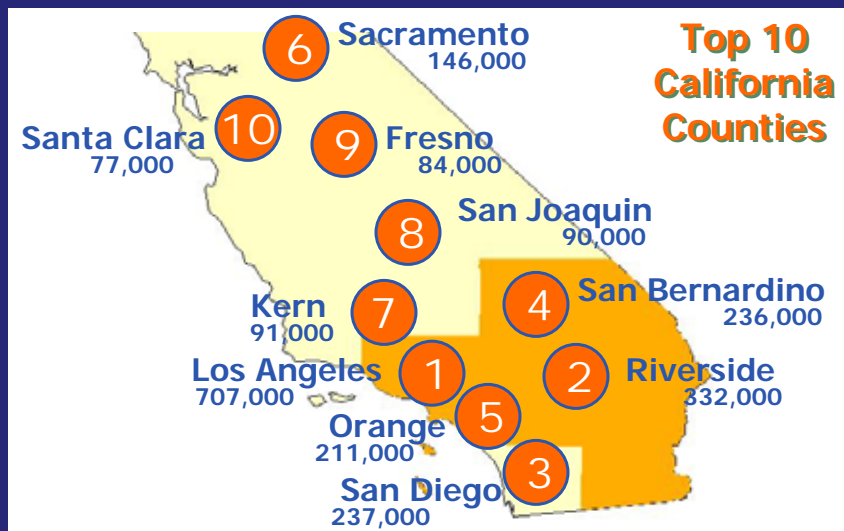 Top 10
California
Counties
6
Sacramento
146,000
Santa Clara
77,000
10
9
Fresno
84,000
8
San Joaquin
90,000
Kern
91,000
7
4
San Bernardino
236,000
Los Angeles
707,000
1
2
Riverside
332,000
Orange
211,000
5
San Diego
237,000
3